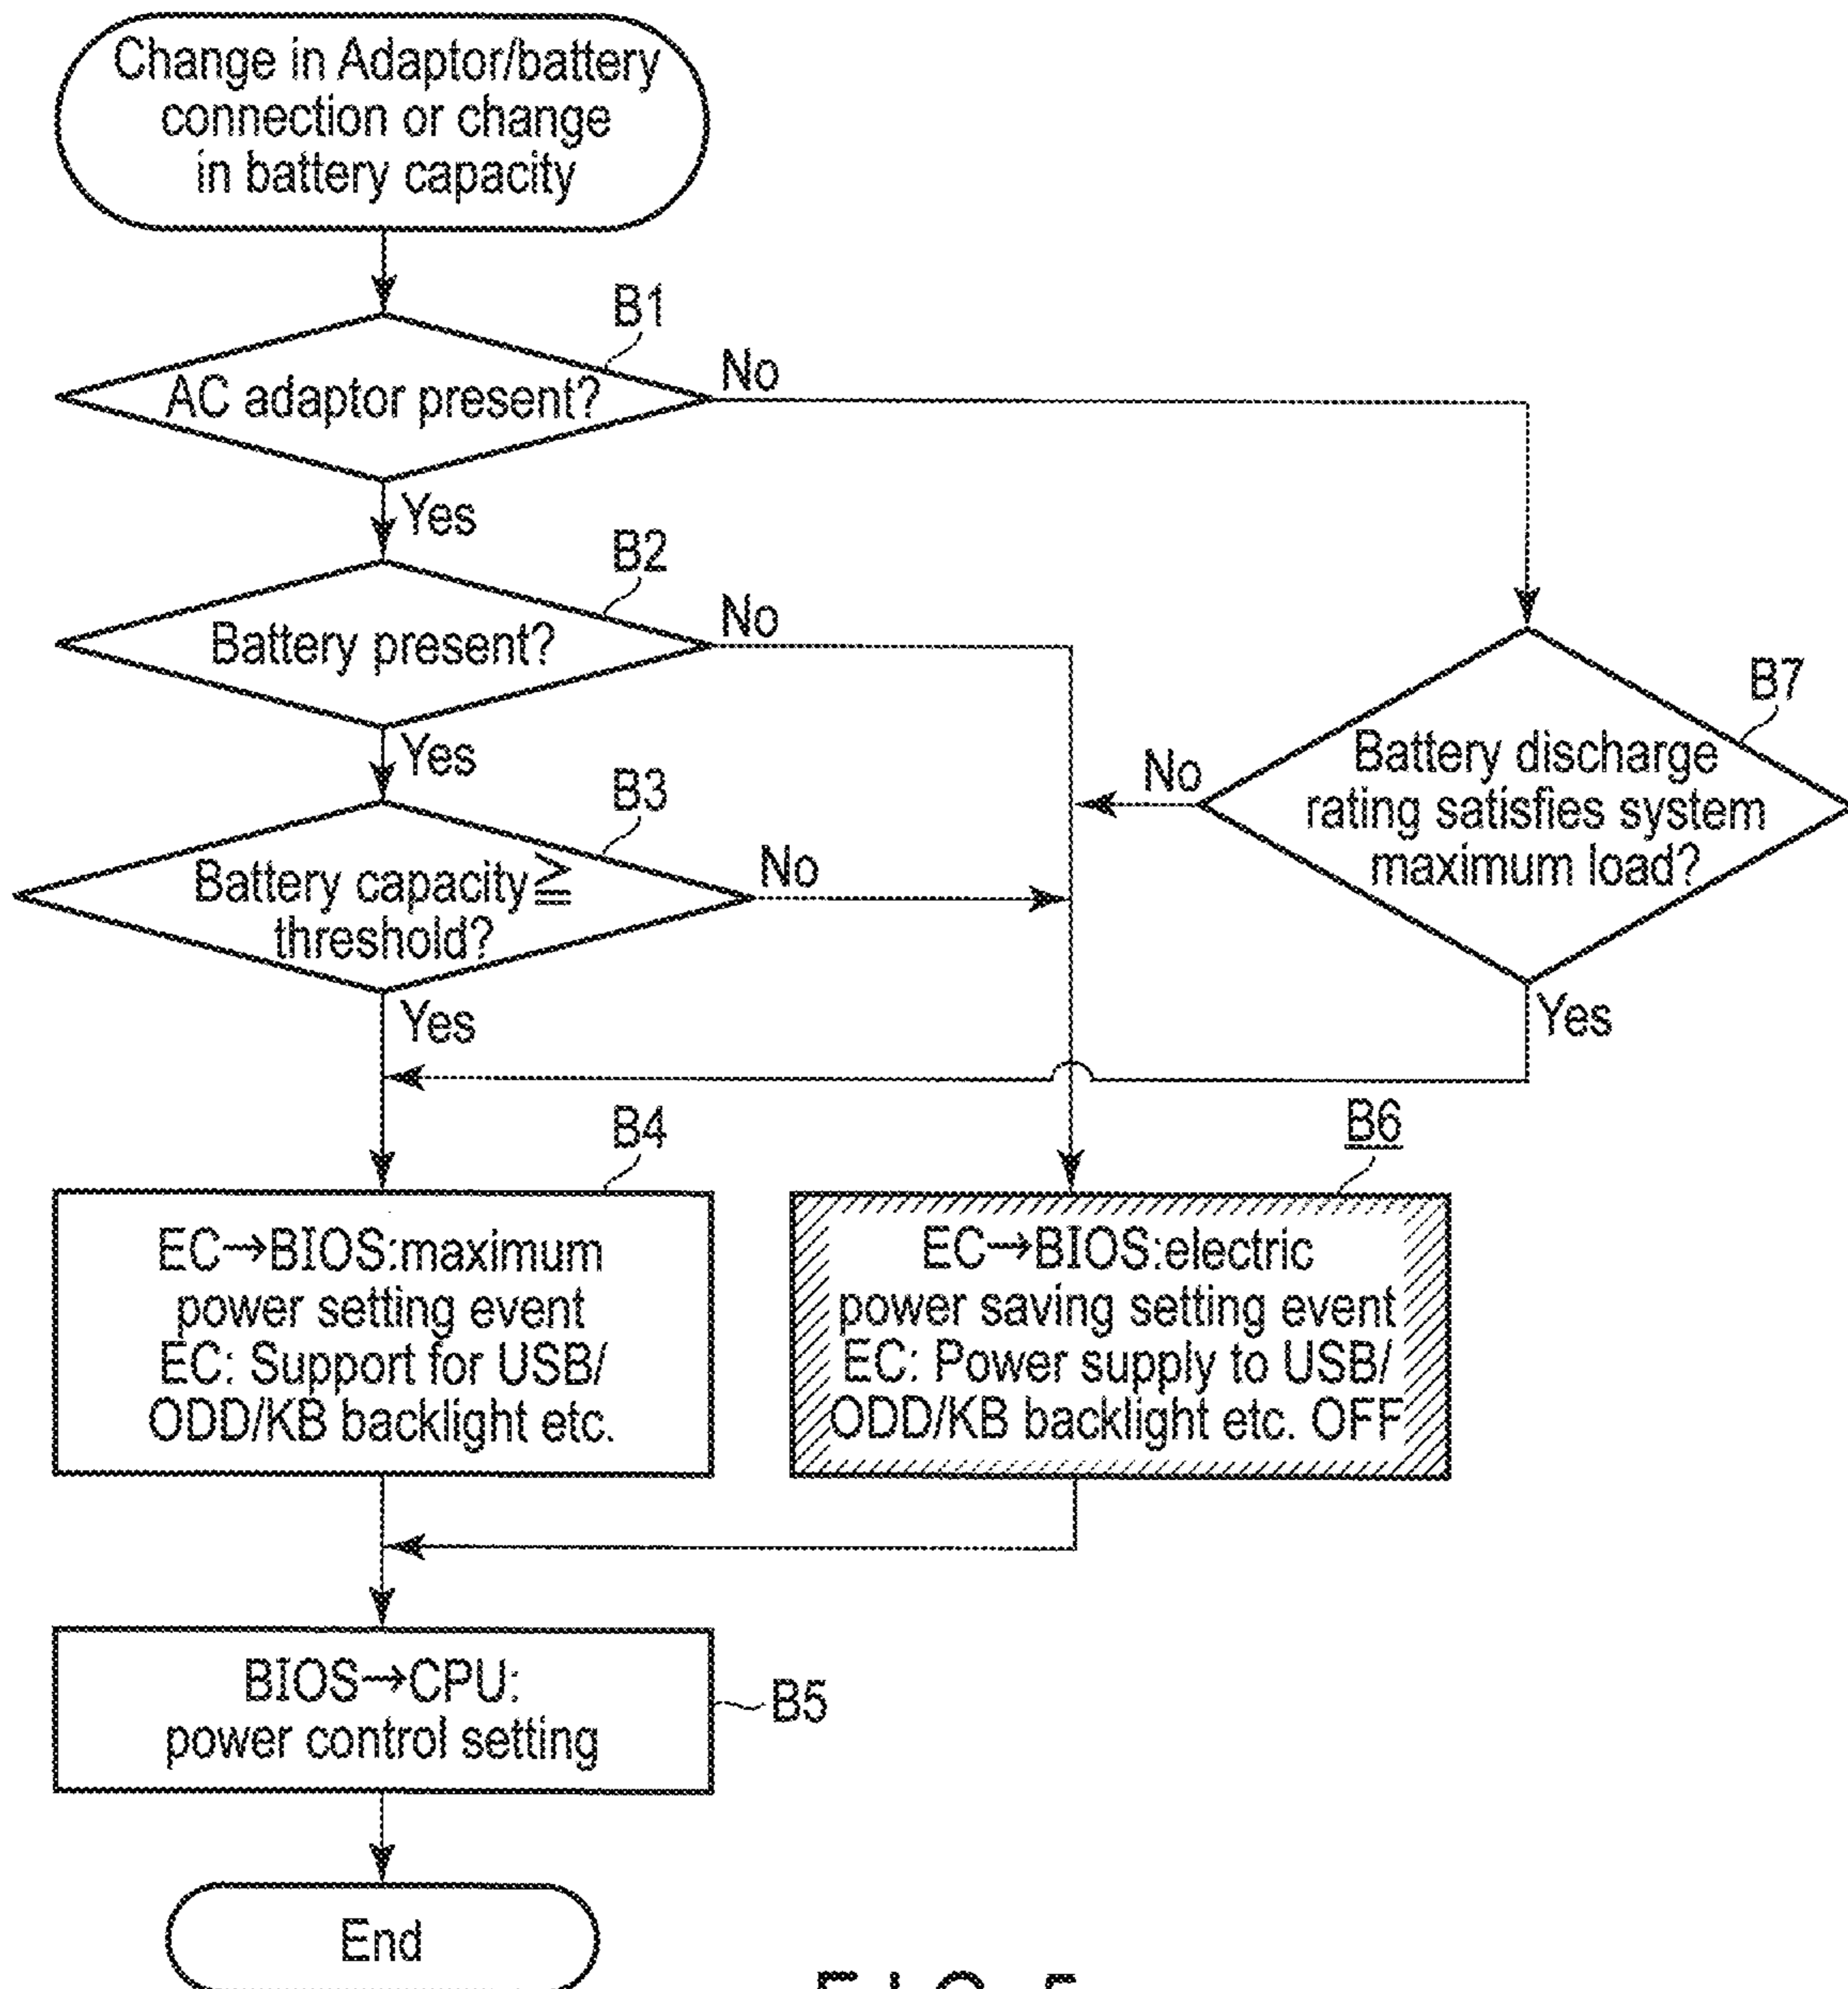 Change in Adaptor/battery
connection or change
in battery capacity
B1
AC adaptor present?
No
Yes
B2
Battery present?
No
Yes
B3
Battery capacity≧
threshold?
No
Yes
B7
Battery discharge
rating satisfies system
maximum load?
No
Yes
B4
EC→BIOS:maximum
power setting event
EC: Support for USB/
ODD/KB backlight etc.
B6
EC→BIOS:electric
power saving setting event
EC: Power supply to USB/
ODD/KB backlight etc. OFF
BIOS→CPU:
power control setting
B5
End
FIG. 5